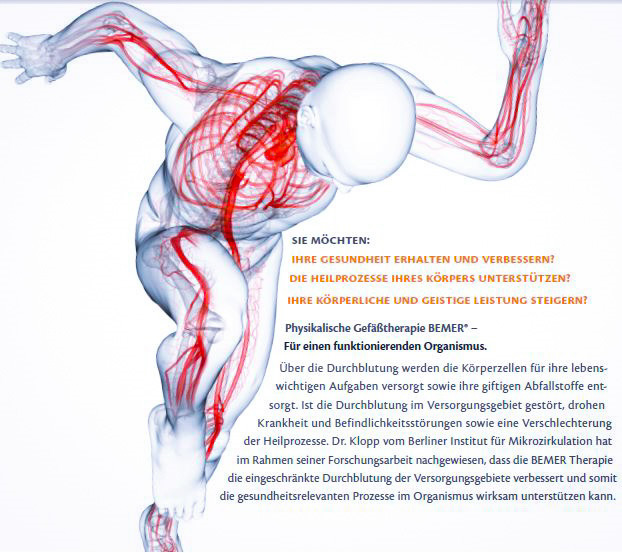 SIE MÖCHTEN:
IHRE GESUNDHEIT ERHALTEN UND VERBESSERN?
DIE HEILPROZESSE IHRES KÖRPERS UNTERSTÜTZEN?
IHRE KÖRPERLICHE UND GEISTIGE LEISTUNG STEIGERN?
Physikalische Gefäßtherapie BEMER® –
Für einen funktionierenden Organismus.
Über die Durchblutung werden die Körperzellen für ihre lebens-
wichtigen Aufgaben versorgt sowie ihre giftigen Abfallstoffe ent-
sorgt. Ist die Durchblutung im Versorgungsgebiet gestört, drohen
Krankheit und Befindlichkeitsstörungen sowie eine Verschlechterung
der Heilprozesse. Dr. Klopp vom Berliner Institut für Mikrozirkulation hat
im Rahmen seiner Forschungsarbeit nachgewiesen, dass die BEMER Therapie
die eingeschränkte Durchblutung der Versorgungsgebiete verbessert und somit
die gesundheitsrelevanten Prozesse im Organismus wirksam unterstützen kann.